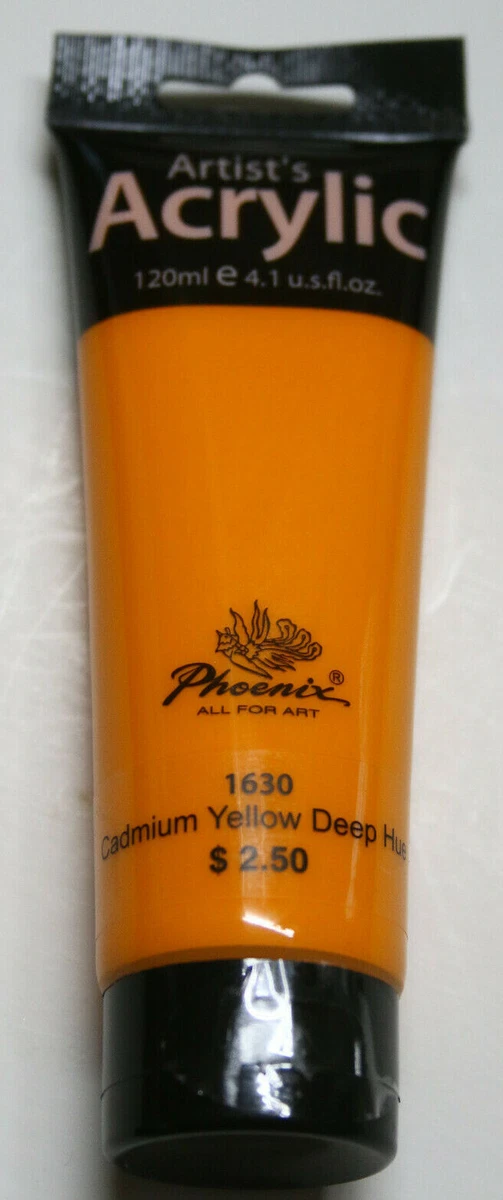 Artist's
Acrylic
120ml e 4.1 u.s.fl.oz.
Phoenix®
ALL FOR ART
1630
Cadmium Yellow Deep Hue
$ 2.50